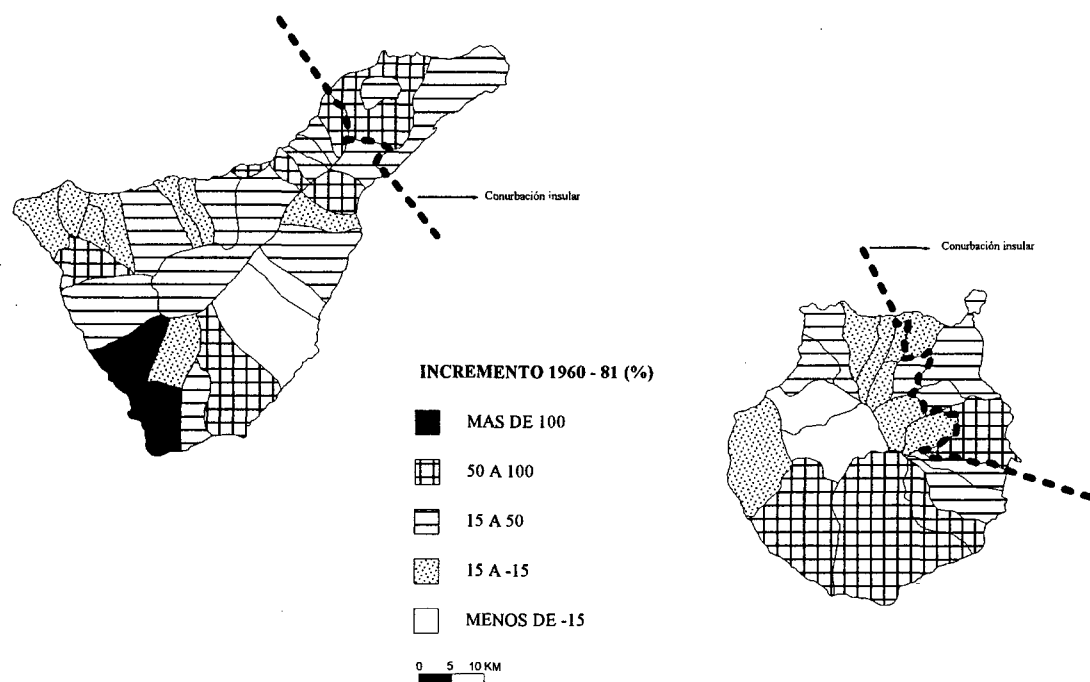 Conurbación insular
Conurbación insular
INCREMENTO 1960 - 81 (%)
MAS DE 100
50 A 100
15 A 50
15 A -15
MENOS DE -15
0 5 10 KM